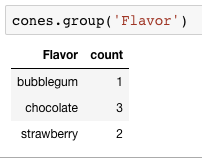 cones.group('Flavor')
Flavor count
bubblegum 1
chocolate 3
strawberry 2